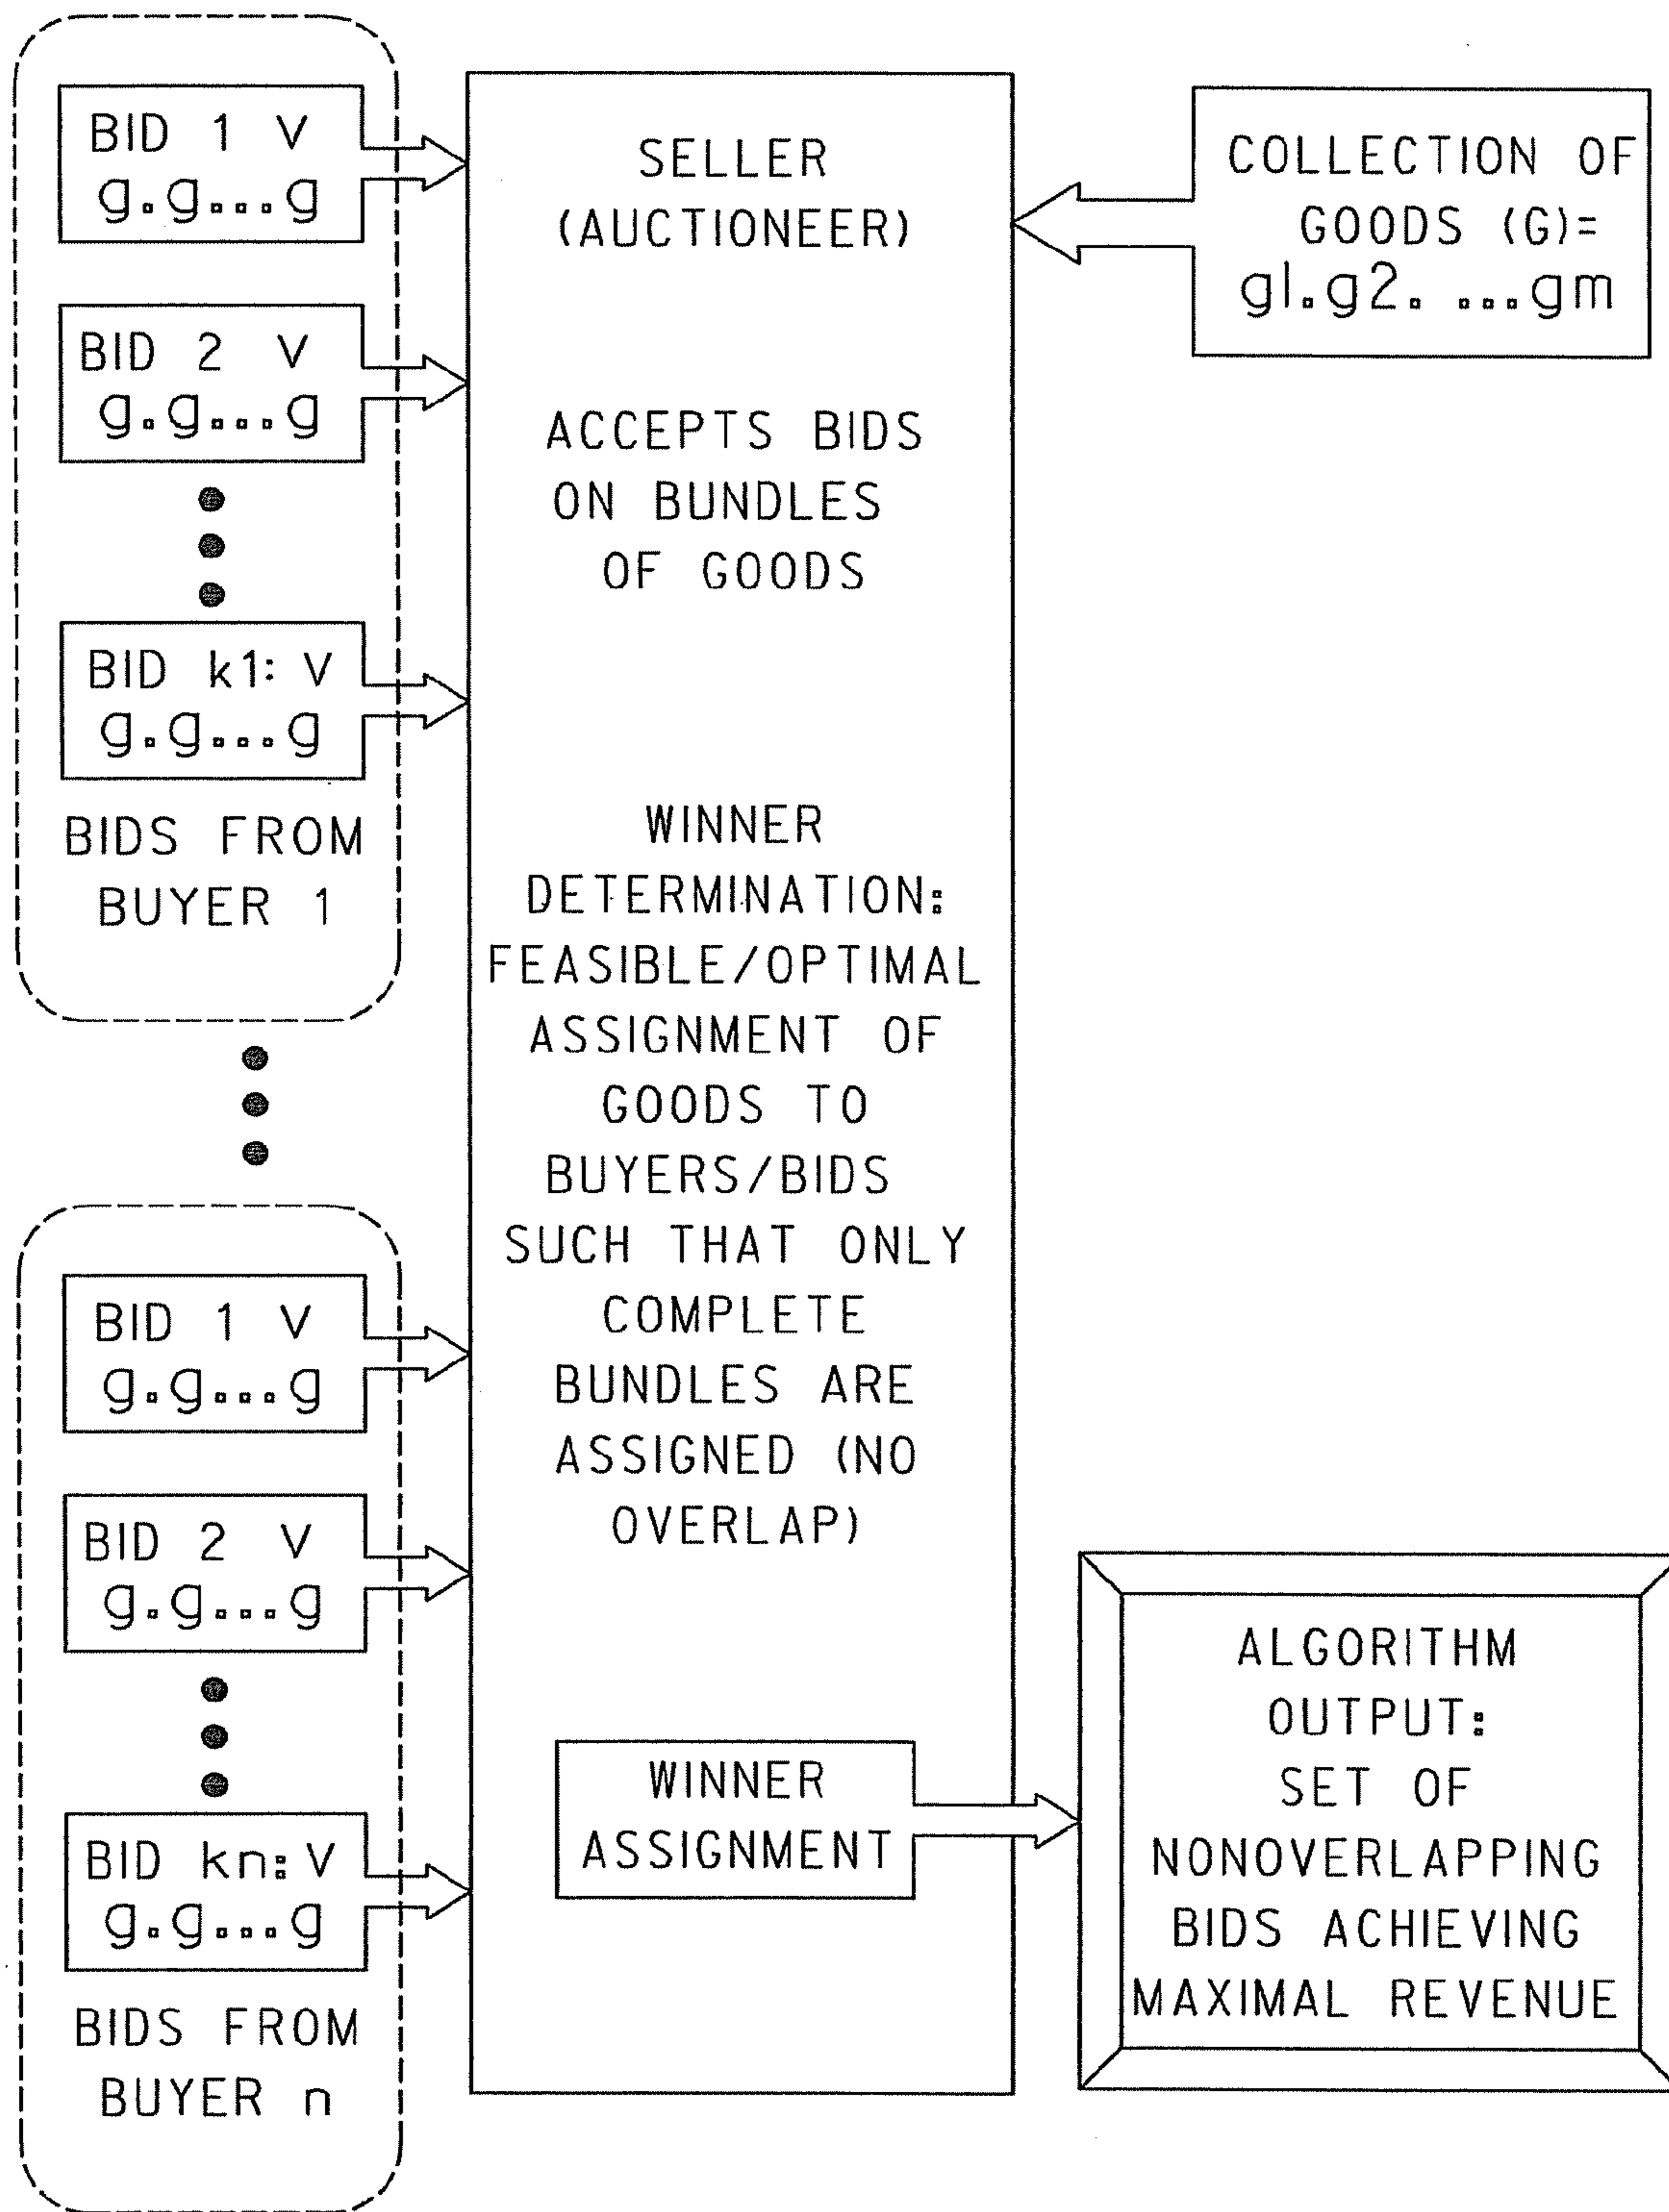 BID 1 V
g.g...g
BID 2 V
g.g...g
BID k1: V
g.g...g
BIDS FROM
BUYER 1
BID 1 V
g.g...g
BID 2 V
g.g...g
BID kn: V
g.g...g
BIDS FROM
BUYER n
SELLER
(AUCTIONEER)
ACCEPTS BIDS
ON BUNDLES
OF GOODS
WINNER
DETERMINATION:
FEASIBLE/OPTIMAL
ASSIGNMENT OF
GOODS TO
BUYERS/BIDS
SUCH THAT ONLY
COMPLETE
BUNDLES ARE
ASSIGNED (NO
OVERLAP)
WINNER
ASSIGNMENT
COLLECTION OF
GOODS (G)=
gl.g2. ...gm
ALGORITHM
OUTPUT:
SET OF
NONOVERLAPPING
BIDS ACHIEVING
MAXIMAL REVENUE